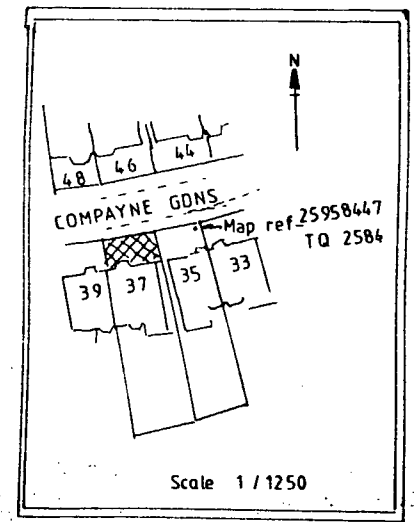 N
48 46 44
COMPAYNE GDNS
Map ref 25958447
TQ 2584
39 37 35 33
Scale 1/1250